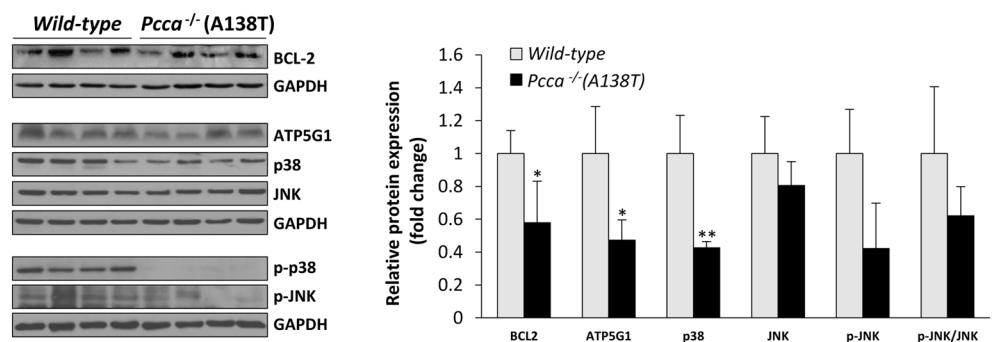 Wild-type Pcca -/- (A138T)
BCL-2
GAPDH
ATP5G1
p38
JNK
GAPDH
p-p38
p-JNK
GAPDH
Relative protein expression
(fold change)
1.6
1.4
1.2
1
0.8
0.6
0.4
0.2
0
Wild-type
Pcca -/-(A138T)
*
*
**
BCL2 ATP5G1 p38 JNK p-JNK p-JNK/JNK